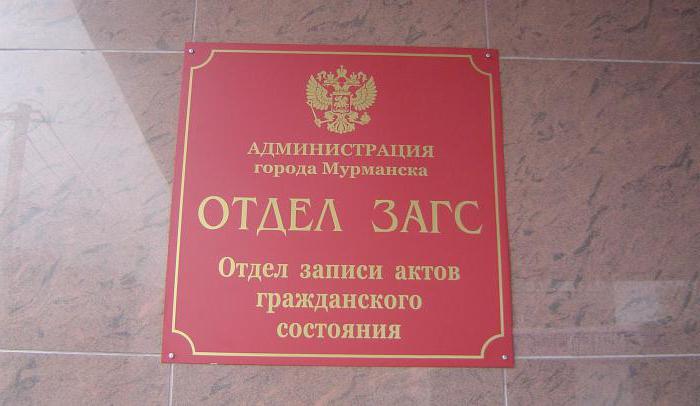 АДМИНИСТРАЦИЯ
города Мурманска
ОТДЕЛ ЗАГС
Отдел записи актов
гражданского
состояния